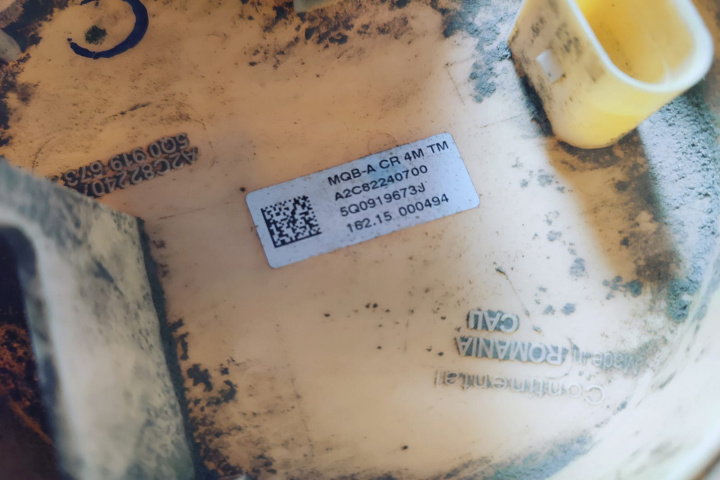 MQB-A CR 4M TM
A2C82240700
5Q0919673J
162.15 000494
5Q0 919 673
A2C822407
Continental
Made in ROMANIA
CAU